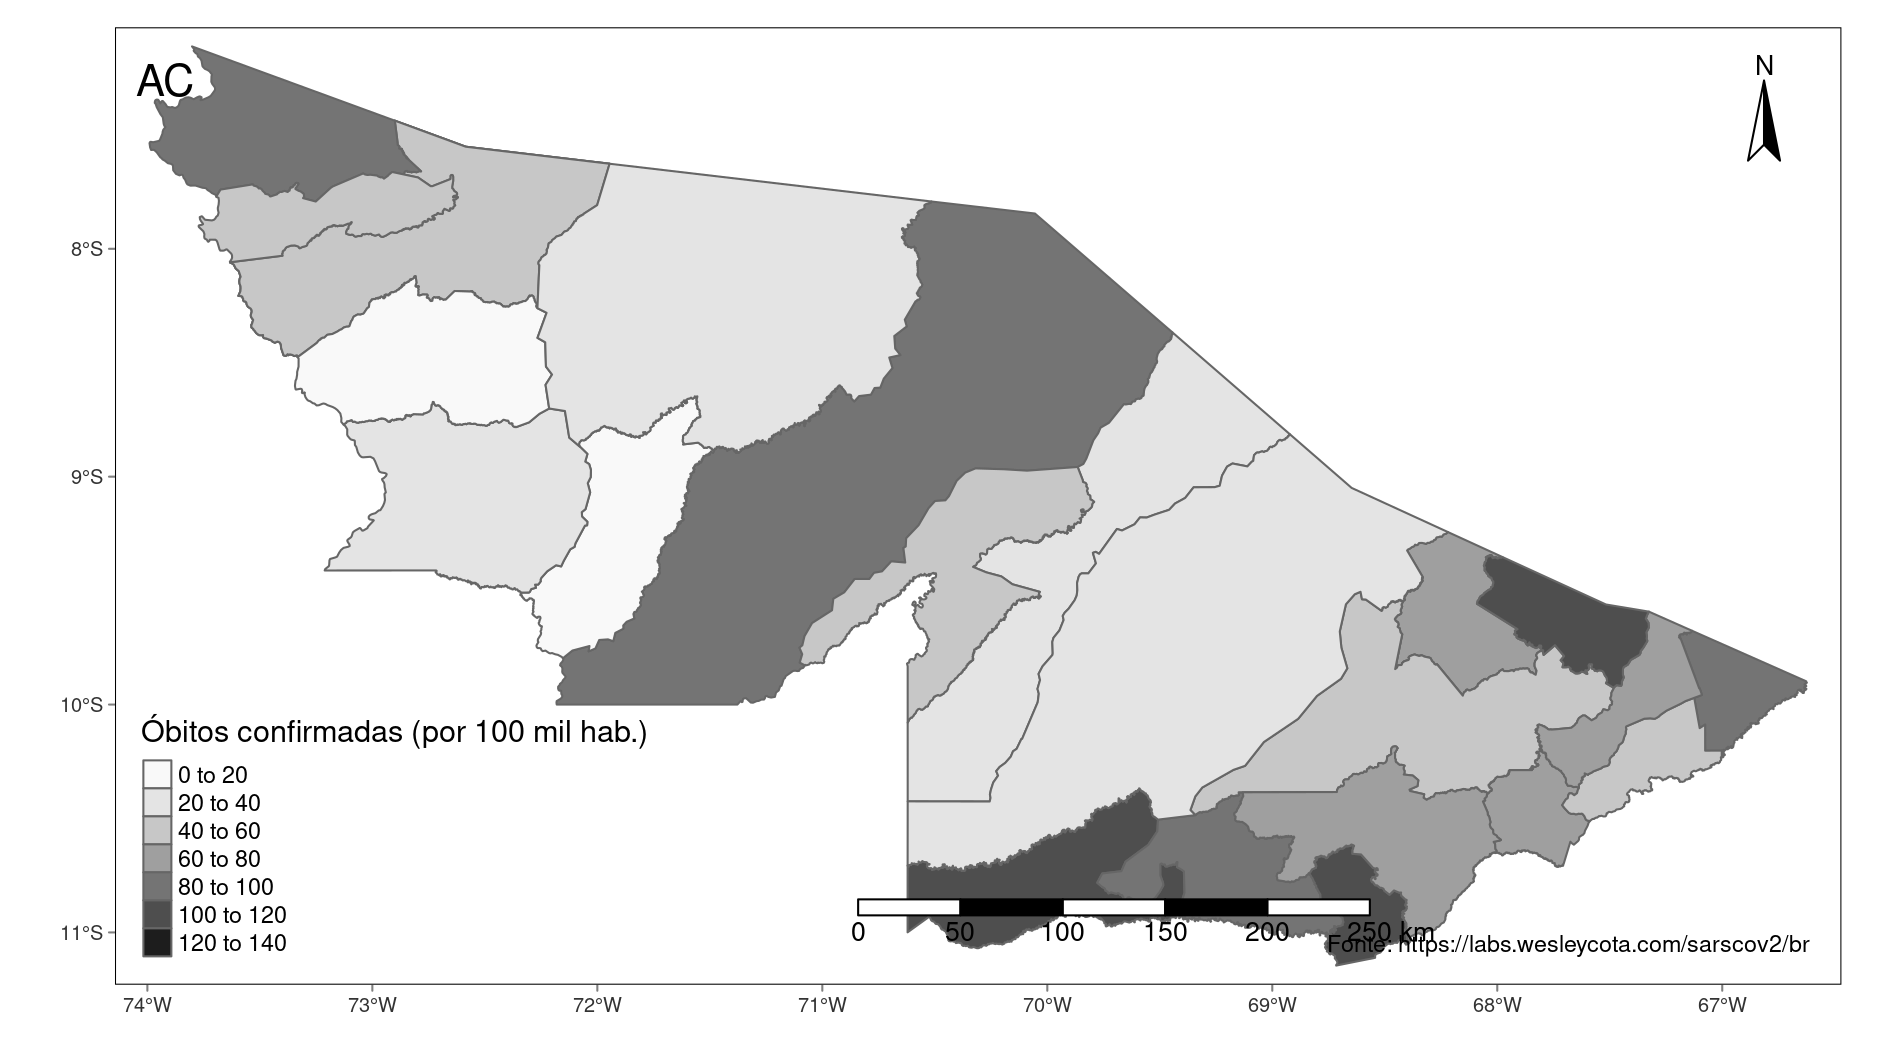 AC
N
8°S
9°S
10°S
11°S
Óbitos confirmadas (por 100 mil hab.)
0 to 20
20 to 40
40 to 60
60 to 80
80 to 100
100 to 120
120 to 140
0 50 100 150 200 250 km
Fonte: https://labs.wesleycota.com/sarscov2/br
74°W 73°W 72°W 71°W 70°W 69°W 68°W 67°W